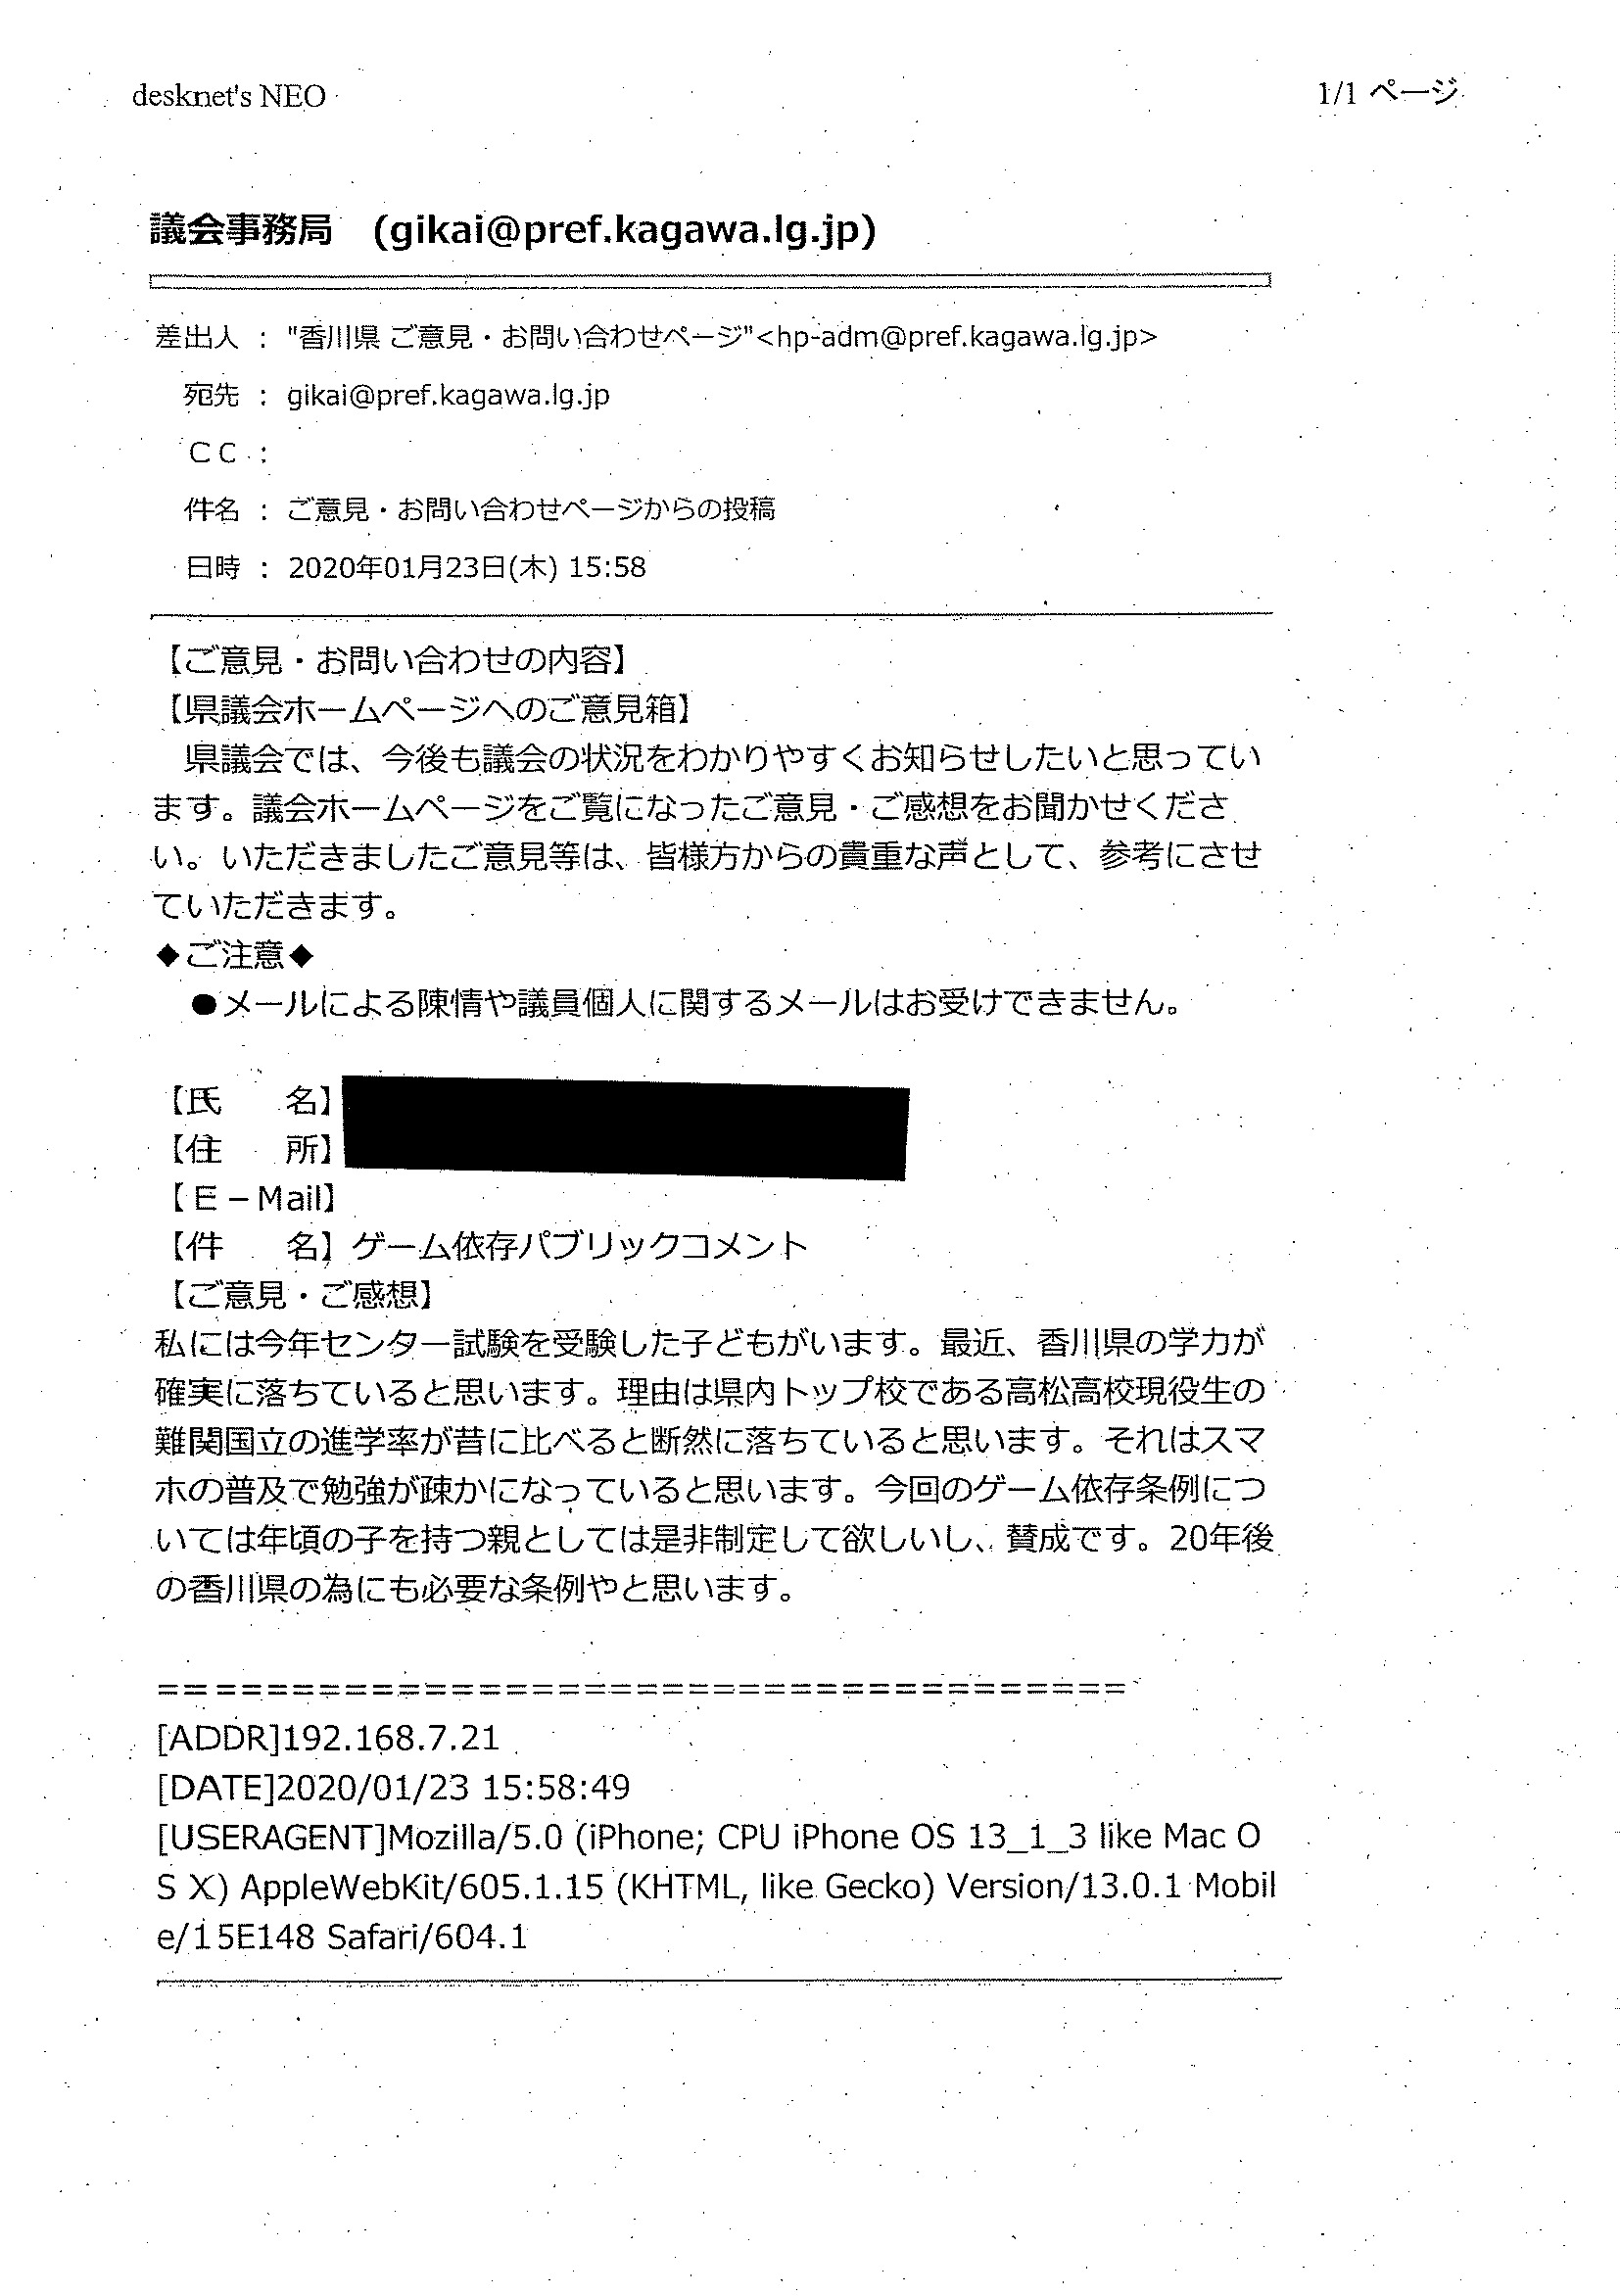 desknet's NEO
1/1 ページ
議会事務局　(gikai@pref.kagawa.lg.jp)
差出人 ： "香川県 ご意見・お問い合わせページ"<hp-adm@pref.kagawa.lg.jp>
宛先 ： gikai@pref.kagawa.lg.jp
ＣＣ ：
件名 ： ご意見・お問い合わせページからの投稿
日時 ： 2020年01月23日(木) 15:58
【ご意見・お問い合わせの内容】
【県議会ホームページへのご意見箱】
　県議会では、今後も議会の状況をわかりやすくお知らせしたいと思ってい
ます。議会ホームページをご覧になったご意見・ご感想をお聞かせくださ
い。いただきましたご意見等は、皆様方からの貴重な声として、参考にさせ
ていただきます。
◆ご注意◆
　●メールによる陳情や議員個人に関するメールはお受けできません。
【氏　　名】
【住　　所】
【Ｅ－Mail】
【件　　名】ゲーム依存パブリックコメント
【ご意見・ご感想】
私には今年センター試験を受験した子どもがいます。最近、香川県の学力が
確実に落ちていると思います。理由は県内トップ校である高松高校現役生の
難関国立の進学率が昔に比べると断然に落ちていると思います。それはスマ
ホの普及で勉強が疎かになっていると思います。今回のゲーム依存条例につ
いては年頃の子を持つ親としては是非制定して欲しいし、賛成です。20年後
の香川県の為にも必要な条例やと思います。
=====================================
[ADDR]192.168.7.21
[DATE]2020/01/23 15:58:49
[USERAGENT]Mozilla/5.0 (iPhone; CPU iPhone OS 13_1_3 like Mac O
S X) AppleWebKit/605.1.15 (KHTML, like Gecko) Version/13.0.1 Mobil
e/15E148 Safari/604.1